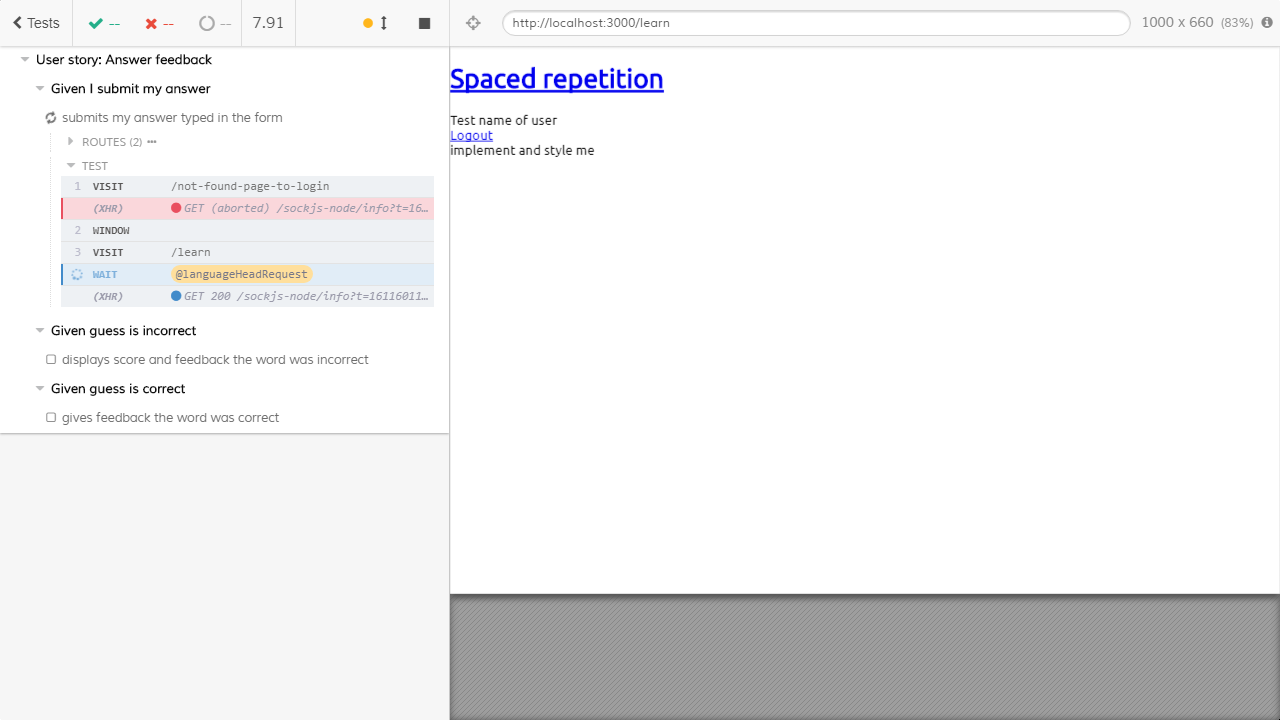 Tests
--
--
--
7.91
http://localhost:3000/learn
1000 x 660 (83%)
User story: Answer feedback
Given I submit my answer
submits my answer typed in the form
ROUTES (2)
TEST
1 VISIT /not-found-page-to-login
(XHR) GET (aborted) /sockjs-node/info?t=16…
2 WINDOW
3 VISIT /learn
WAIT @languageHeadRequest
(XHR) GET 200 /sockjs-node/info?t=16116011…
Given guess is incorrect
displays score and feedback the word was incorrect
Given guess is correct
gives feedback the word was correct
Spaced repetition
Test name of user
Logout
implement and style me